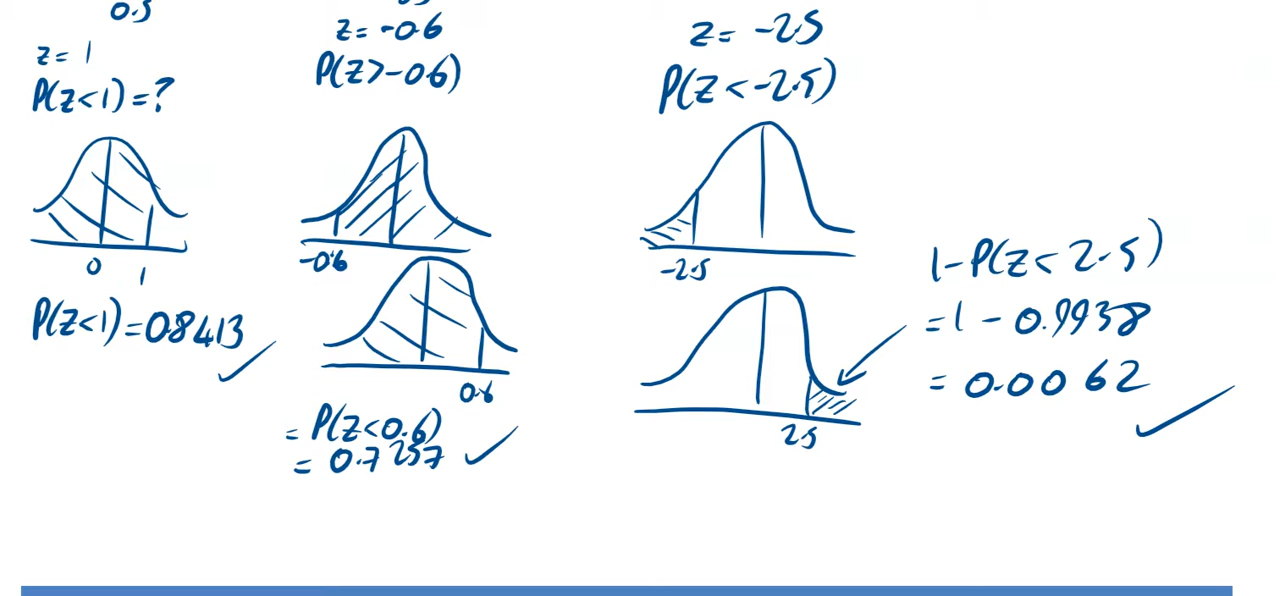 0.5
z = 1
P(Z<1) = ?
0 1
P(Z<1) = 0.8413
z = -0.6
P(Z>-0.6)
-0.6
0.6
= P(Z<0.6)
= 0.7257
z = -2.5
P(Z<-2.5)
-2.5
2.5
1-P(Z<2.5)
= 1 - 0.9938
= 0.0062